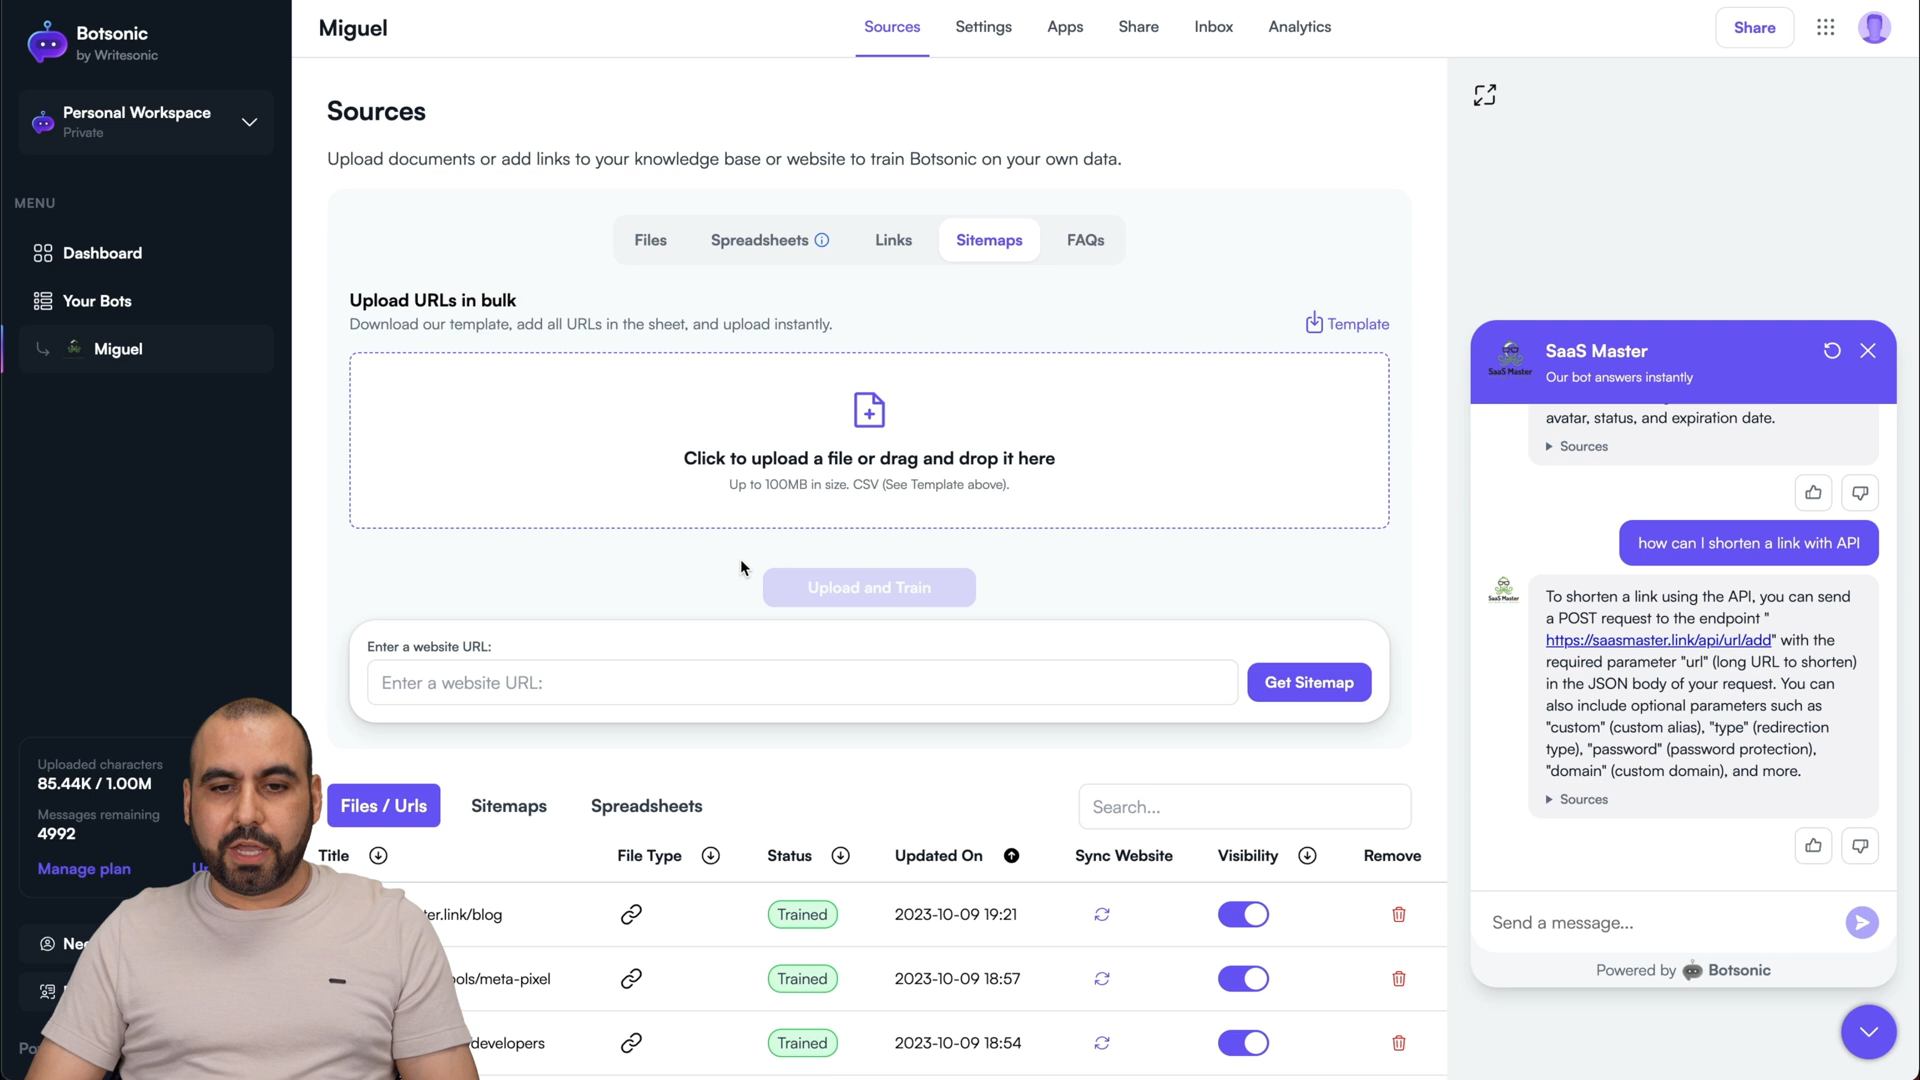 Botsonic
by Writesonic
Personal Workspace
Private
MENU
Dashboard
Your Bots
Miguel
Uploaded characters
85.44K / 1.00M
Messages remaining
4992
Manage plan
Miguel
Sources
Settings
Apps
Share
Inbox
Analytics
Share
Sources
Upload documents or add links to your knowledge base or website to train Botsonic on your own data.
Files
Spreadsheets
Links
Sitemaps
FAQs
Upload URLs in bulk
Download our template, add all URLs in the sheet, and upload instantly.
Template
Click to upload a file or drag and drop it here
Up to 100MB in size. CSV (See Template above).
Upload and Train
Enter a website URL:
Enter a website URL:
Get Sitemap
Files / Urls
Sitemaps
Spreadsheets
Search...
Title
File Type
Status
Updated On
Sync Website
Visibility
Remove
er.link/blog
Trained
2023-10-09 19:21
ols/meta-pixel
Trained
2023-10-09 18:57
developers
Trained
2023-10-09 18:54
SaaS Master
SaaS Master
Our bot answers instantly
avatar, status, and expiration date.
Sources
how can I shorten a link with API
SaaS Master
To shorten a link using the API, you can send
a POST request to the endpoint "
https://saasmaster.link/api/url/add" with the
required parameter "url" (long URL to shorten)
in the JSON body of your request. You can
also include optional parameters such as
"custom" (custom alias), "type" (redirection
type), "password" (password protection),
"domain" (custom domain), and more.
Sources
Send a message...
Powered by Botsonic